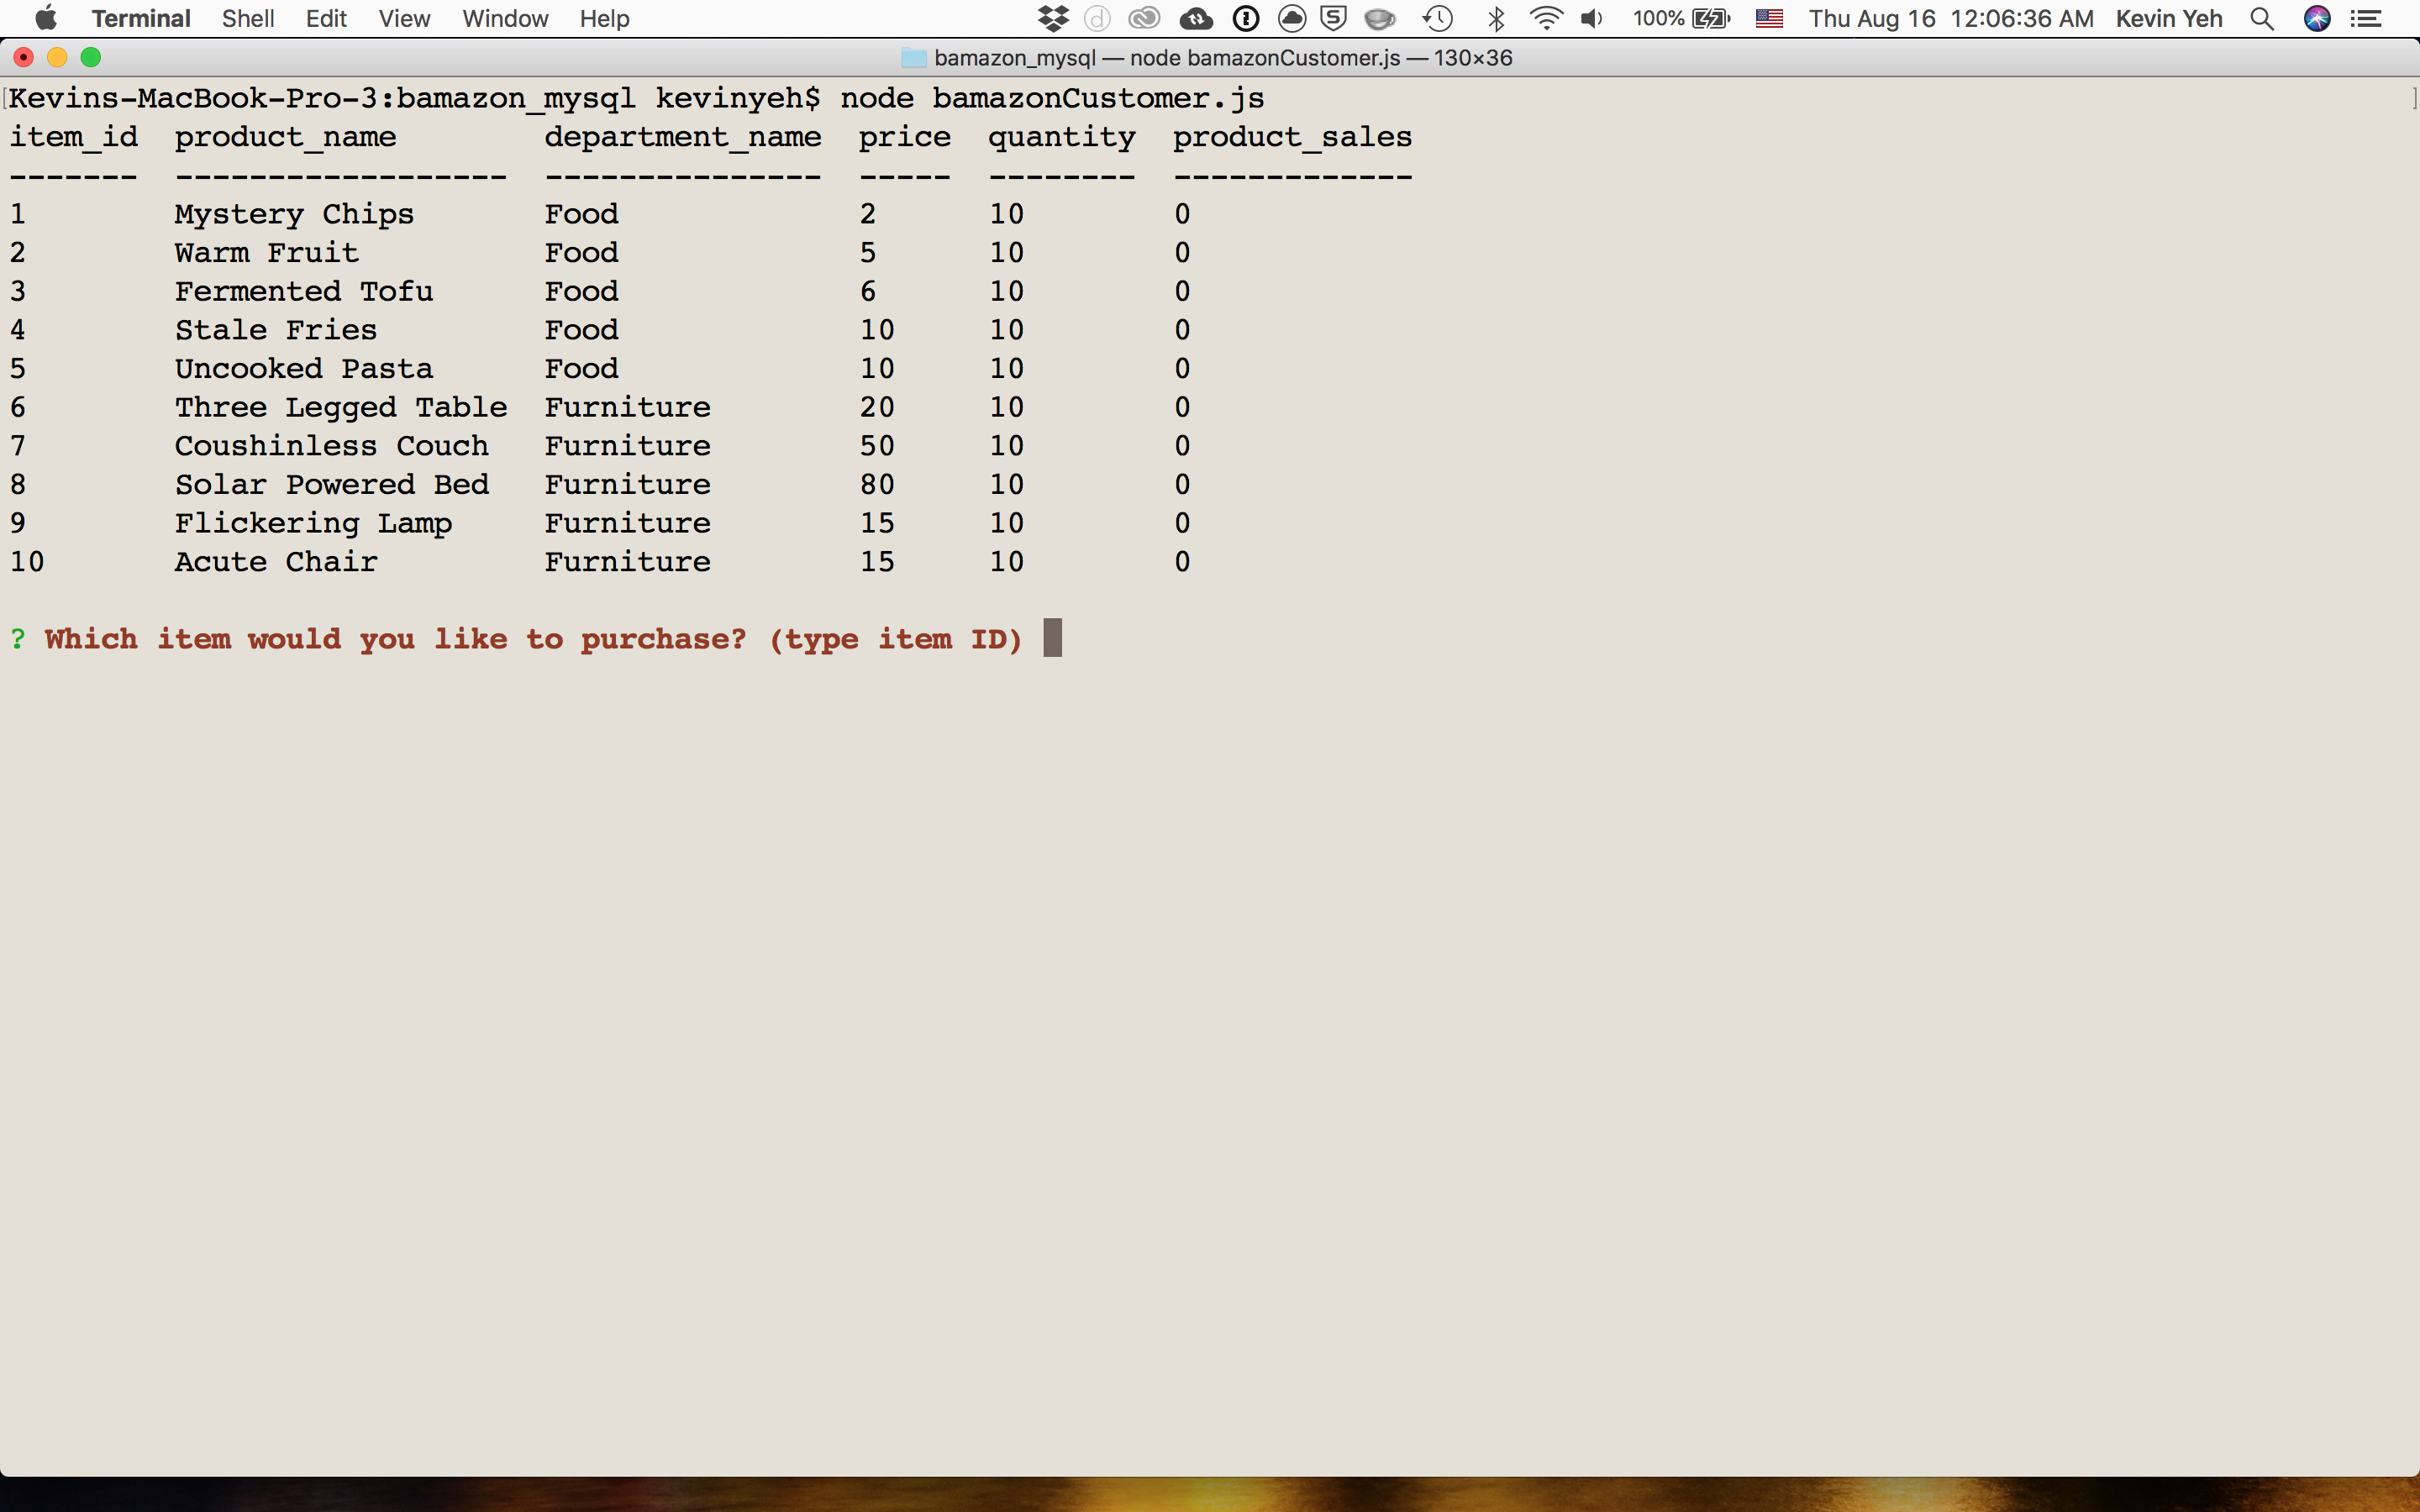 Terminal Shell Edit View Window Help 100% Thu Aug 16 12:06:36 AM Kevin Yeh
bamazon_mysql — node bamazonCustomer.js — 130×36
[Kevins-MacBook-Pro-3:bamazon_mysql kevinyeh$ node bamazonCustomer.js ]
item_id product_name department_name price quantity product_sales
------- ------------------ --------------- ----- -------- -------------
1 Mystery Chips Food 2 10 0
2 Warm Fruit Food 5 10 0
3 Fermented Tofu Food 6 10 0
4 Stale Fries Food 10 10 0
5 Uncooked Pasta Food 10 10 0
6 Three Legged Table Furniture 20 10 0
7 Coushinless Couch Furniture 50 10 0
8 Solar Powered Bed Furniture 80 10 0
9 Flickering Lamp Furniture 15 10 0
10 Acute Chair Furniture 15 10 0
? Which item would you like to purchase? (type item ID)